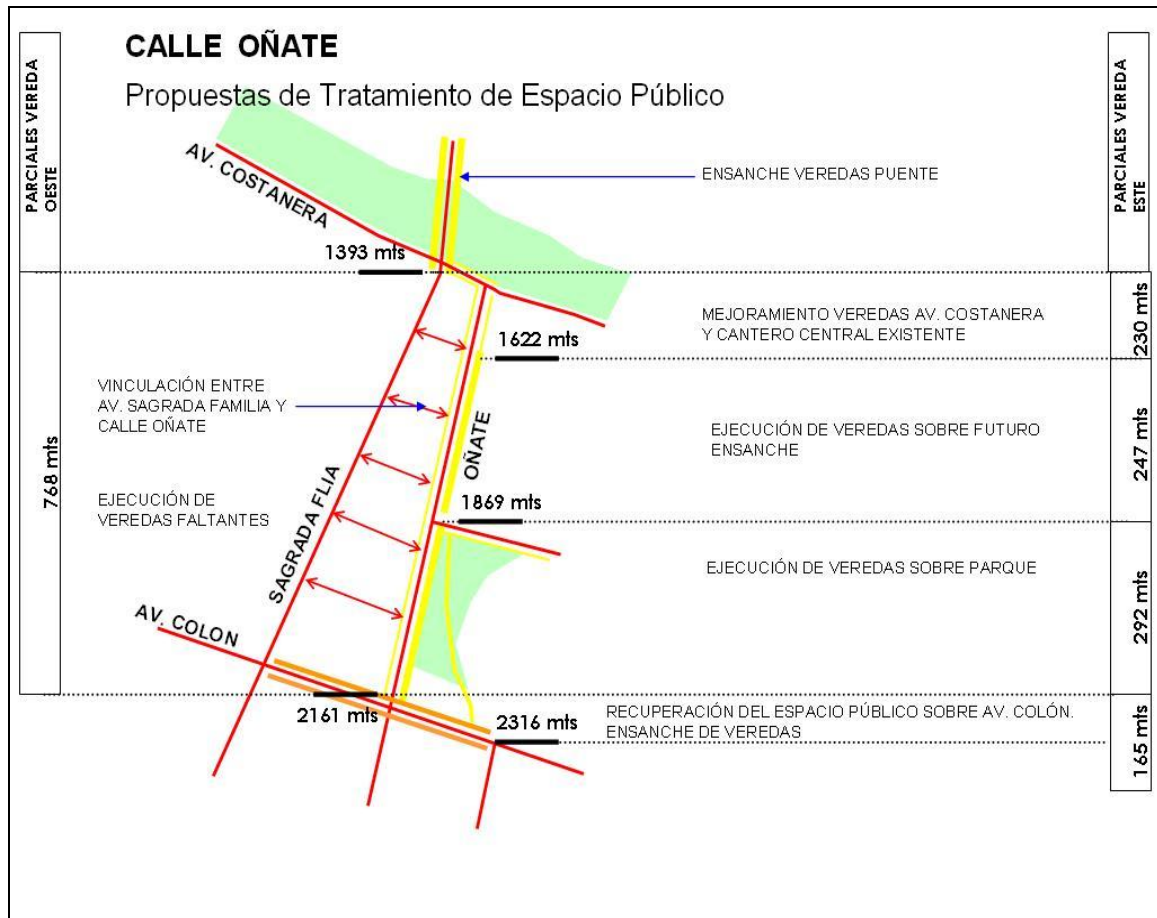 CALLE OÑATE
Propuestas de Tratamiento de Espacio Público
PARCIALES VEREDA
OESTE
PARCIALES VEREDA
ESTE
AV. COSTANERA
ENSANCHE VEREDAS PUENTE
1393 mts
MEJORAMIENTO VEREDAS AV. COSTANERA
Y CANTERO CENTRAL EXISTENTE
230 mts
1622 mts
VINCULACIÓN ENTRE
AV. SAGRADA FAMILIA Y
CALLE OÑATE
OÑATE
EJECUCIÓN DE VEREDAS SOBRE FUTURO
ENSANCHE
247 mts
768 mts
EJECUCIÓN DE
VEREDAS FALTANTES
SAGRADA FLIA
1869 mts
EJECUCIÓN DE VEREDAS SOBRE PARQUE
292 mts
AV. COLON
2161 mts
2316 mts
RECUPERACIÓN DEL ESPACIO PÚBLICO SOBRE AV. COLÓN.
ENSANCHE DE VEREDAS
165 mts